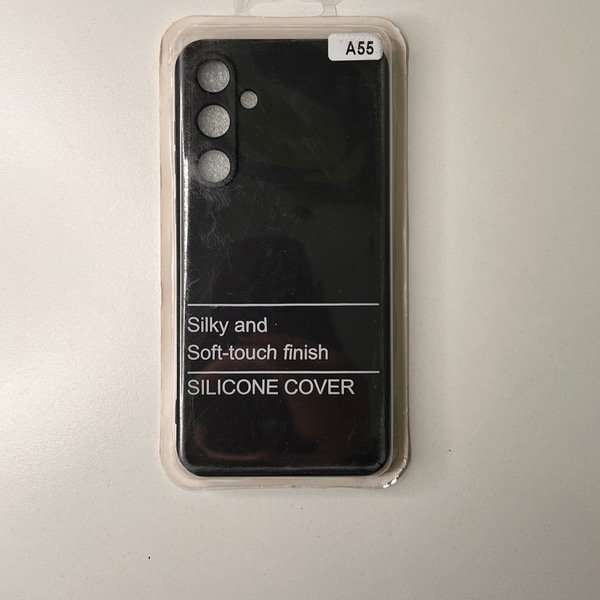 A55
Silky and
Soft-touch finish
SILICONE COVER